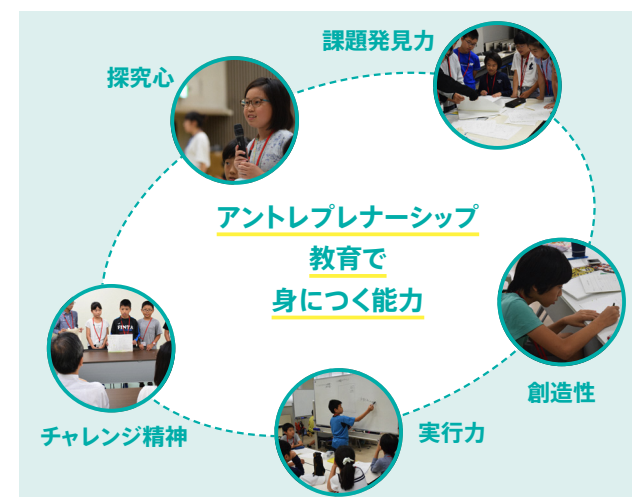 課題発見力
探究心
アントレプレナーシップ
教育で
身につく能力
創造性
実行力
チャレンジ精神